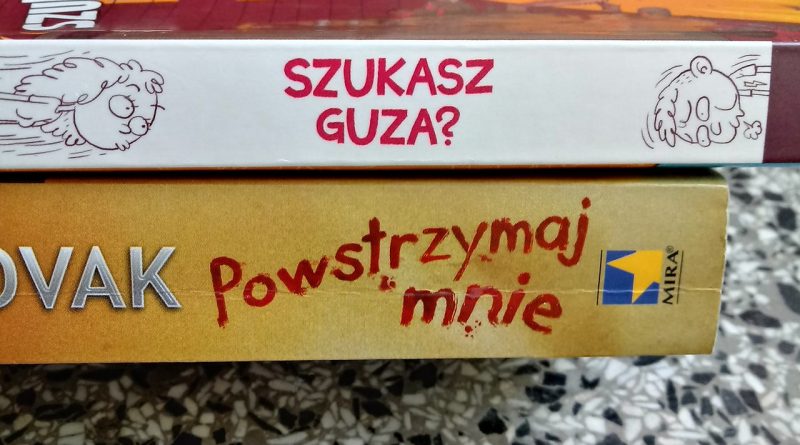 SZUKASZ
GUZA?
OVAK
Powstrzymaj
mnie
MIRA®